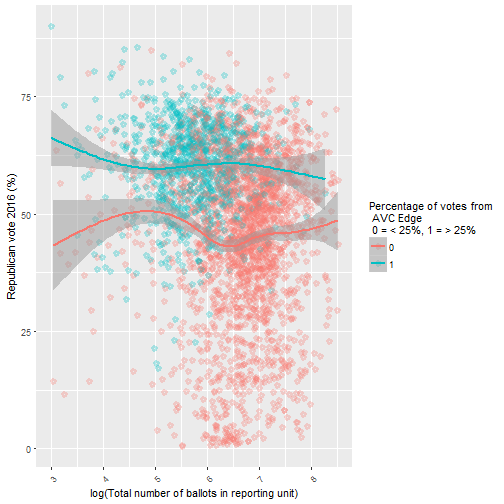 Republican vote 2016 (%)
75
50
25
0
3
4
5
6
7
8
log(Total number of ballots in reporting unit)
Percentage of votes from
AVC Edge
0 = < 25%, 1 = > 25%
0
1